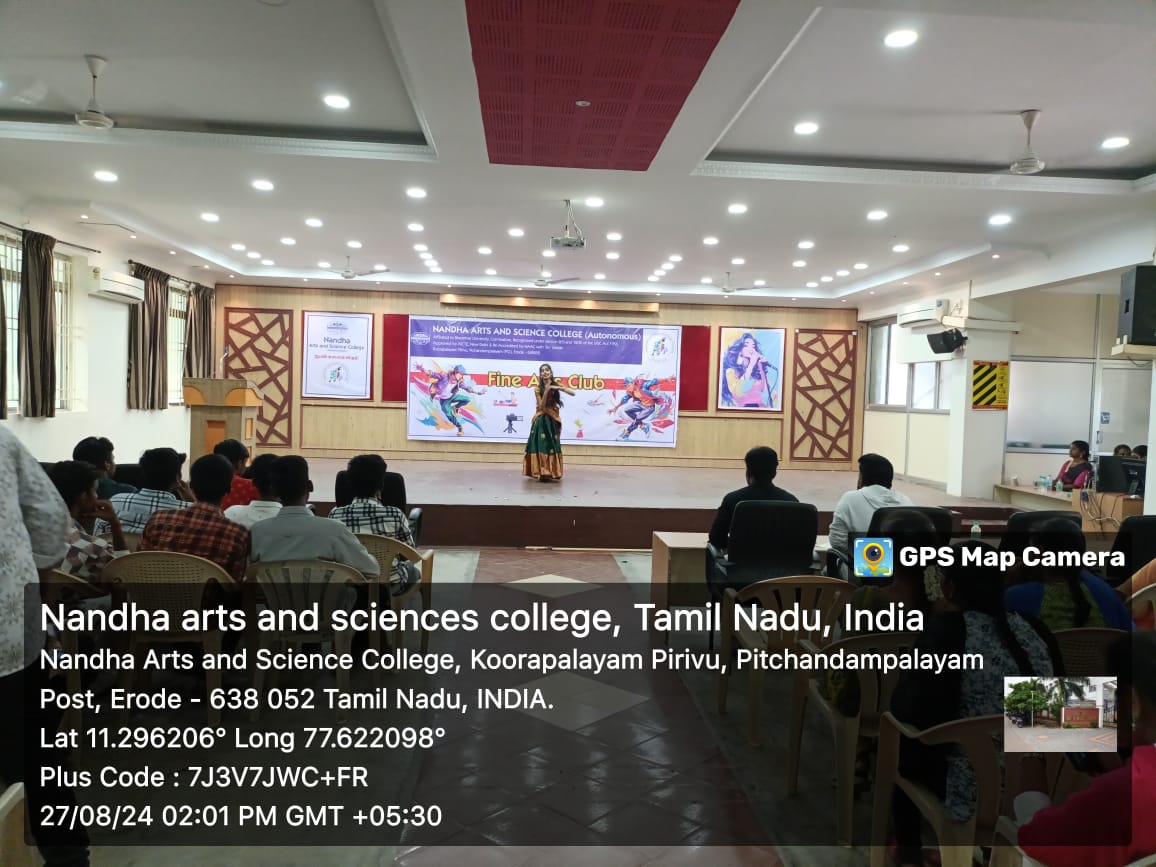 NANDHA ARTS AND SCIENCE COLLEGE (Autonomous)
Nandha
Arts and Science College
Fine Club
GPS Map Camera
Nandha arts and sciences college, Tamil Nadu, India
Nandha Arts and Science College, Koorapalayam Pirivu, Pitchandampalayam
Post, Erode - 638 052 Tamil Nadu, INDIA.
Lat 11.296206° Long 77.622098°
Plus Code : 7J3V7JWC+FR
27/08/24 02:01 PM GMT +05:30